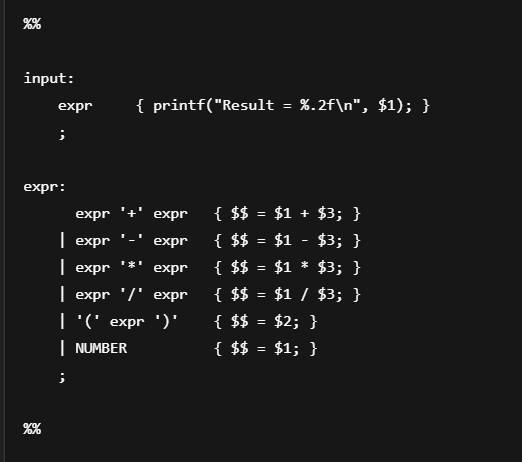 %%
input:
expr { printf("Result = %.2f\n", $1); }
;
expr:
expr '+' expr { $$ = $1 + $3; }
| expr '-' expr { $$ = $1 - $3; }
| expr '*' expr { $$ = $1 * $3; }
| expr '/' expr { $$ = $1 / $3; }
| '(' expr ')' { $$ = $2; }
| NUMBER { $$ = $1; }
;
%%